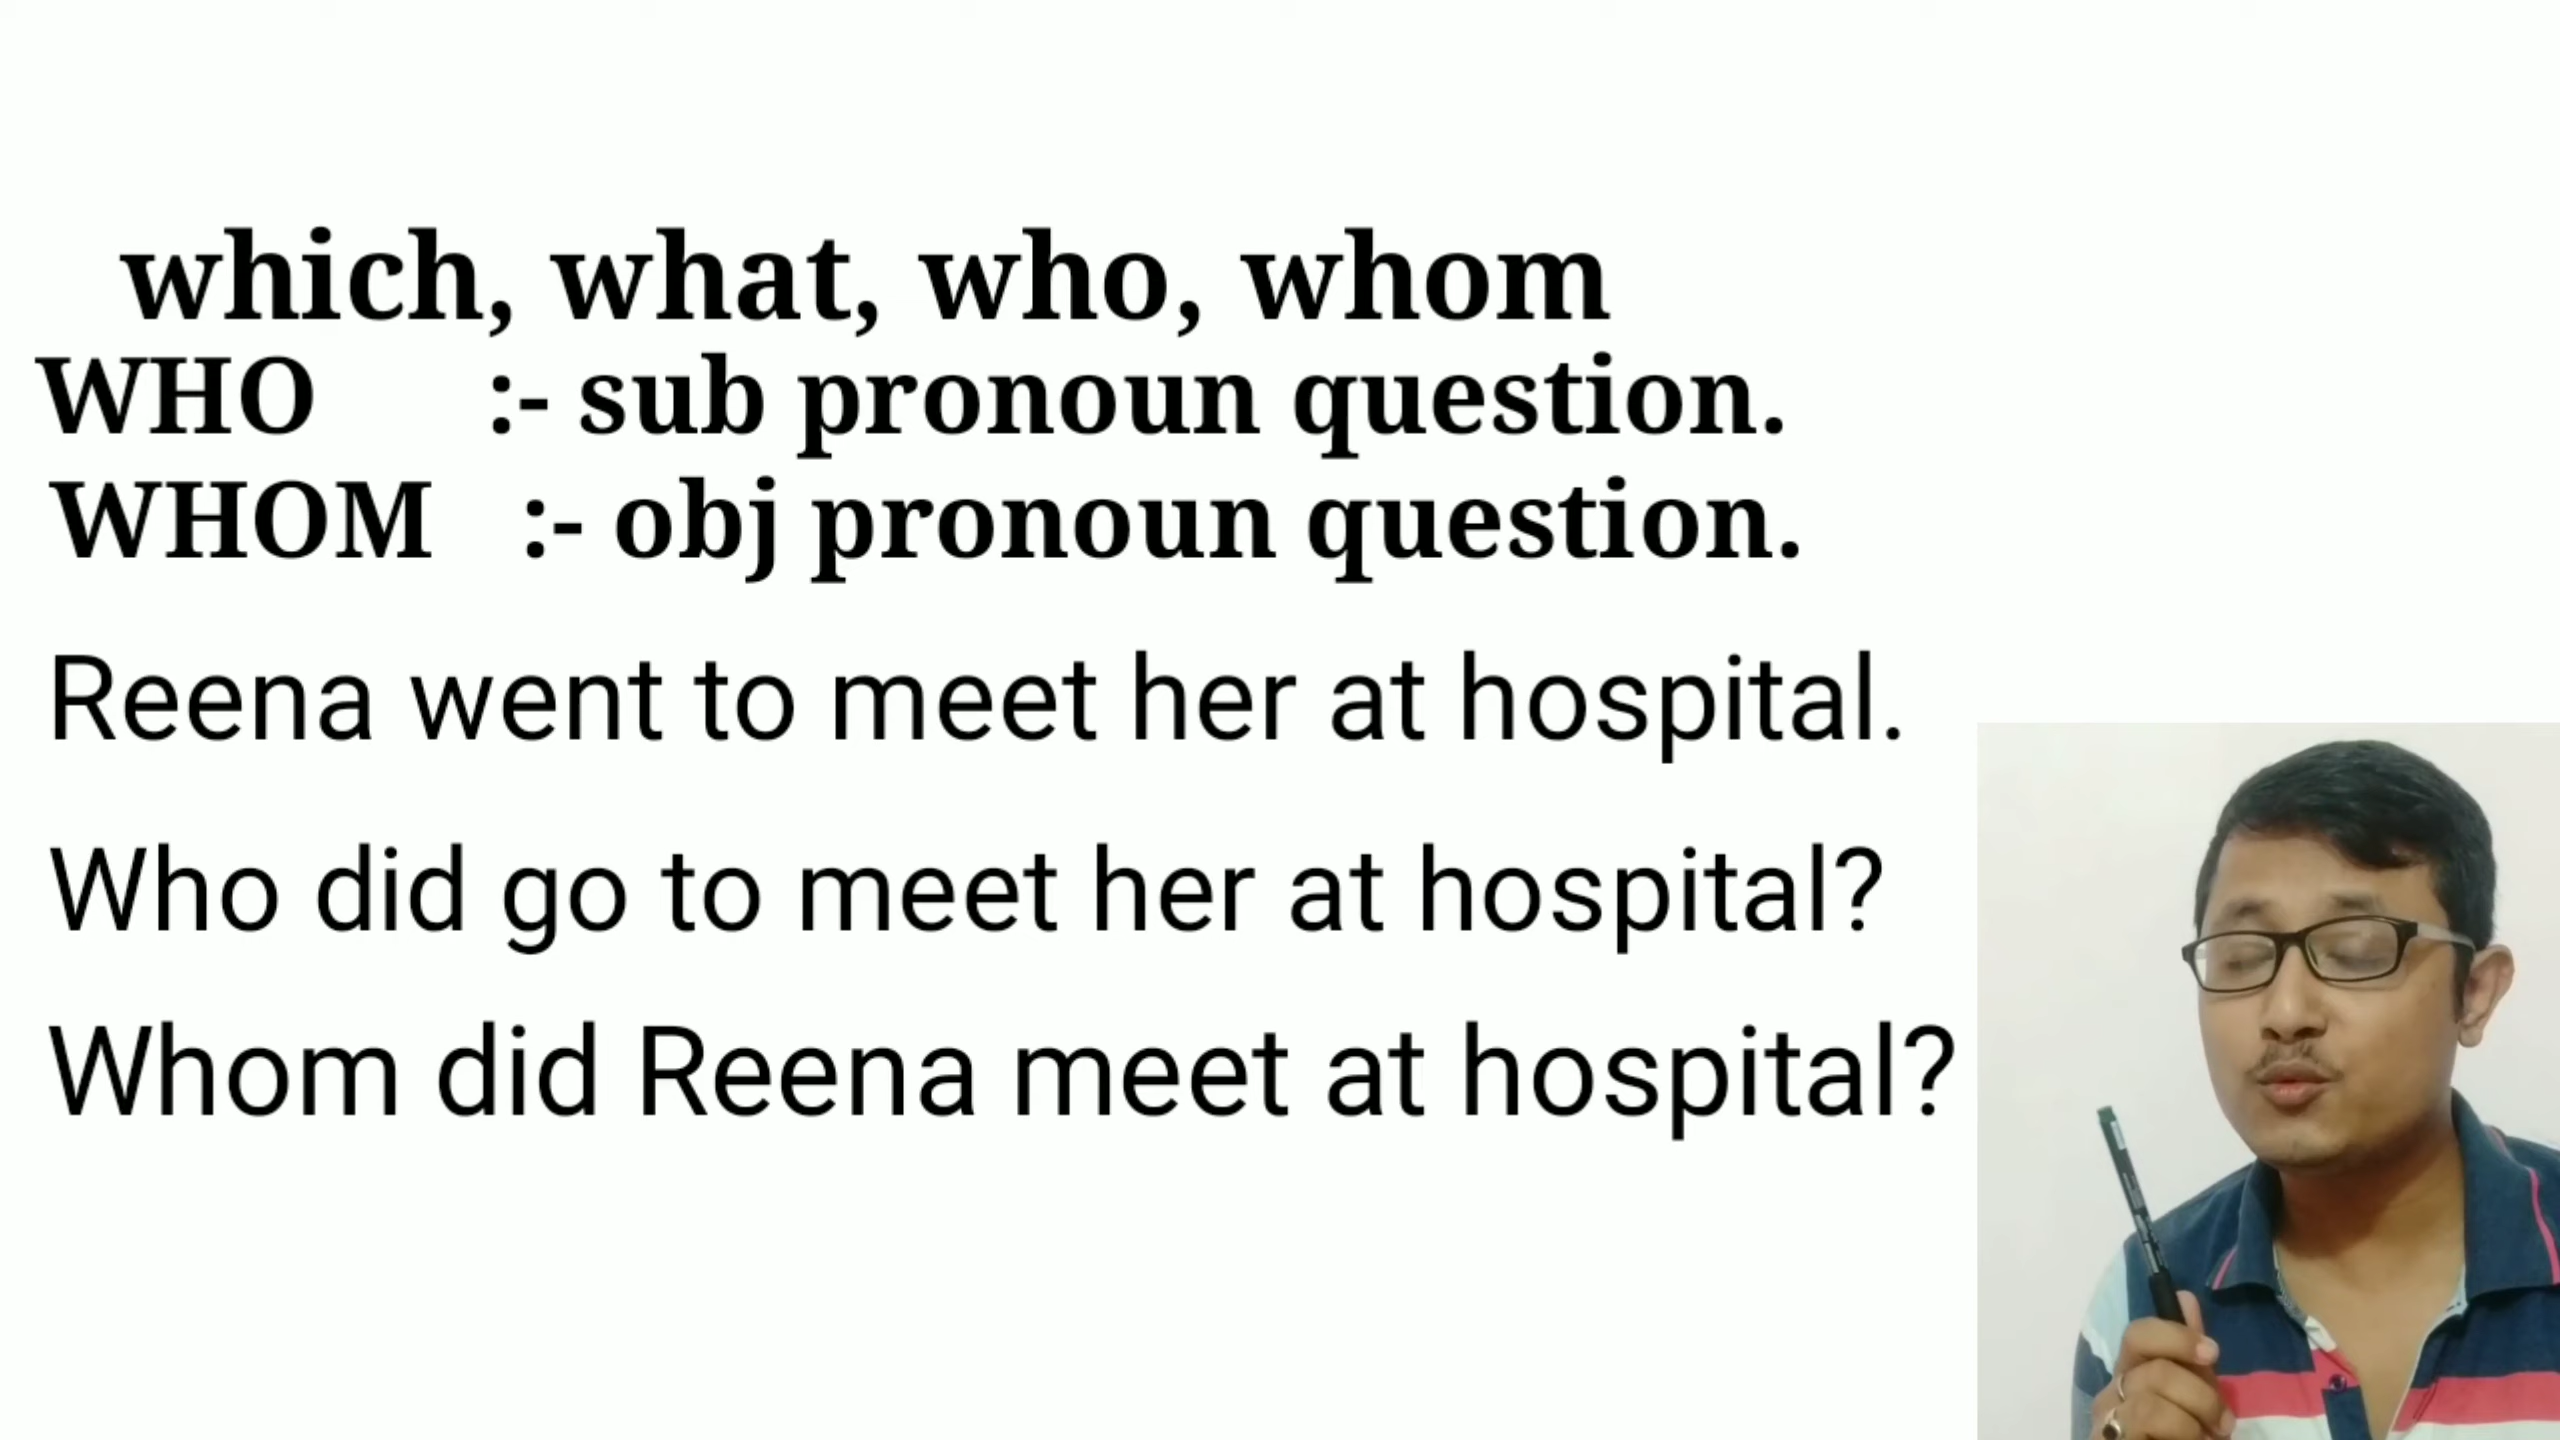 which, what, who, whom
WHO :- sub pronoun question.
WHOM :- obj pronoun question.
Reena went to meet her at hospital.
Who did go to meet her at hospital?
Whom did Reena meet at hospital?